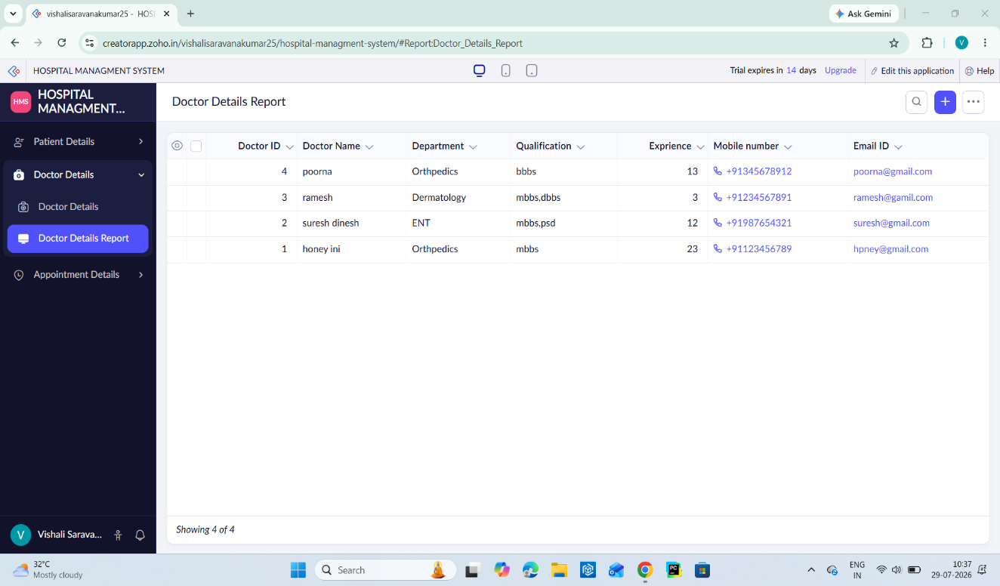 vishalisaravanakumar25 - HOSI
Ask Gemini
creatorapp.zoho.in/vishalisaravanakumar25/hospital-managment-system/#Report:Doctor_Details_Report
V
HOSPITAL MANAGMENT SYSTEM
Trial expires in 14 days Upgrade
Edit this application
Help
HMS
HOSPITAL
MANAGMENT...
Patient Details
Doctor Details
Doctor Details
Doctor Details Report
Appointment Details
V
Vishali Sarava...
Doctor Details Report
Doctor ID Doctor Name Department Qualification Exprience Mobile number Email ID
4 poorna Orthpedics bbbs 13 +91345678912 poorna@gmail.com
3 ramesh Dermatology mbbs,dbbs 3 +91234567891 ramesh@gamil.com
2 suresh dinesh ENT mbbs,psd 12 +91987654321 suresh@gmail.com
1 honey ini Orthpedics mbbs 23 +91123456789 hpney@gmail.com
Showing 4 of 4
32°C
Mostly cloudy
Search
PC
ENG
IN
10:37
29-07-2026